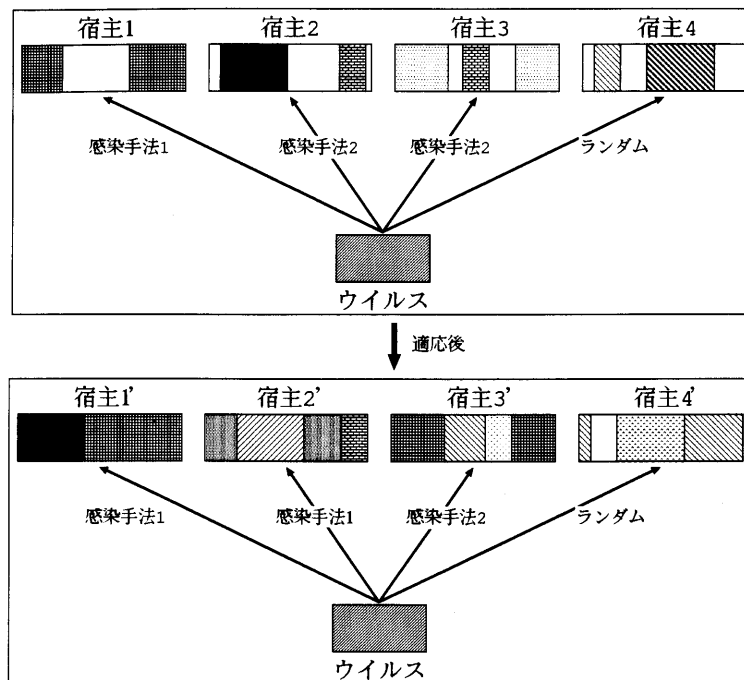 宿主1 宿主2 宿主3 宿主4
感染手法1 感染手法2 感染手法2 ランダム
ウイルス
適応後
宿主1' 宿主2' 宿主3' 宿主4'
感染手法1 感染手法1 感染手法2 ランダム
ウイルス